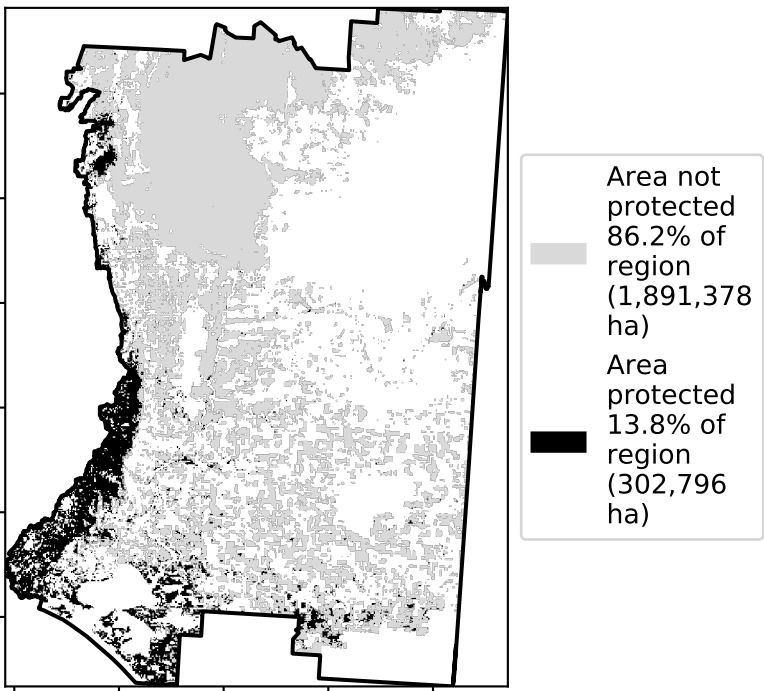 Area not
protected
86.2% of
region
(1,891,378
ha)
Area
protected
13.8% of
region
(302,796
ha)